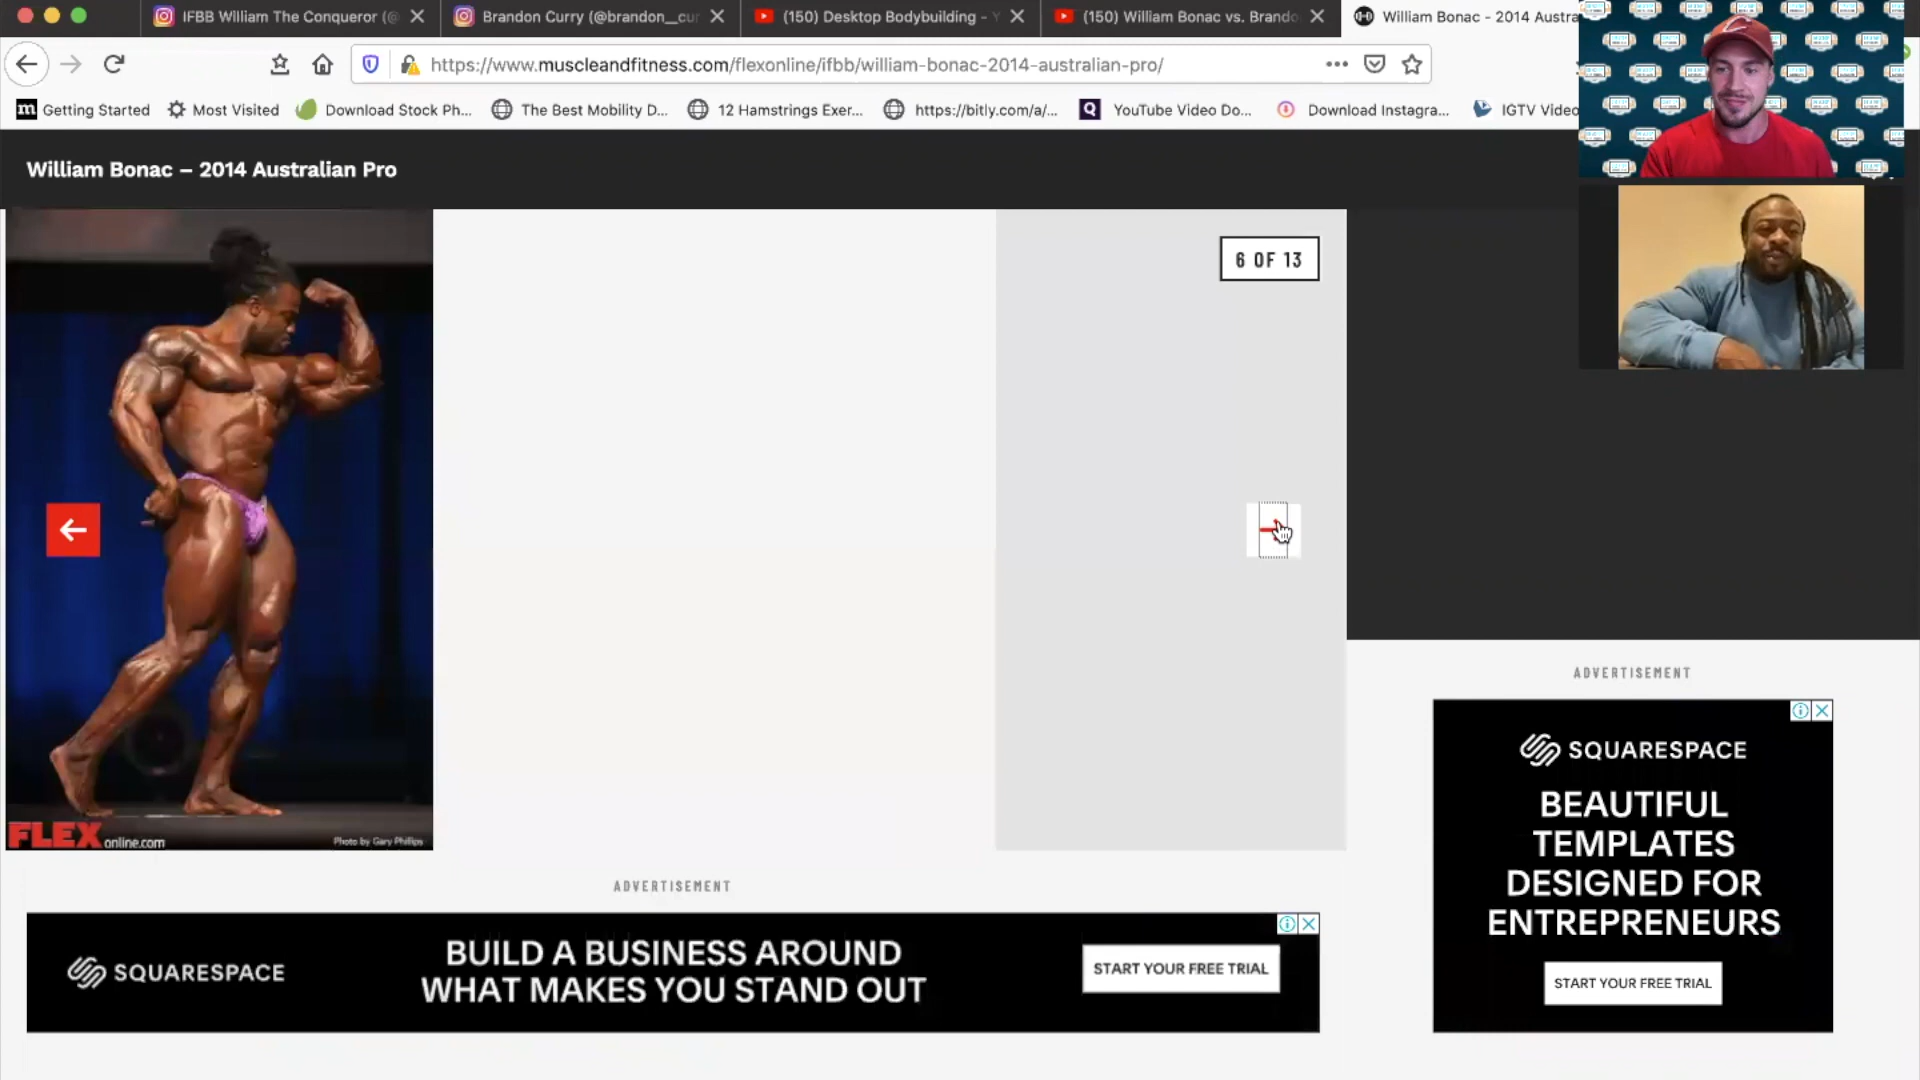 IFBB William The Conqueror (@
Brandon Curry (@brandon__cur
(150) Desktop Bodybuilding - Y
(150) William Bonac vs. Brando
William Bonac - 2014 Austra
https://www.muscleandfitness.com/flexonline/ifbb/william-bonac-2014-australian-pro/
Getting Started
Most Visited
Download Stock Ph...
The Best Mobility D...
12 Hamstrings Exer...
https://bitly.com/a/...
YouTube Video Do...
Download Instagra...
IGTV Video
William Bonac – 2014 Australian Pro
6 OF 13
FLEX online.com
Photo by Gary Phillips
ADVERTISEMENT
SQUARESPACE
BEAUTIFUL
TEMPLATES
DESIGNED FOR
ENTREPRENEURS
START YOUR FREE TRIAL
ADVERTISEMENT
SQUARESPACE
BUILD A BUSINESS AROUND
WHAT MAKES YOU STAND OUT
START YOUR FREE TRIAL